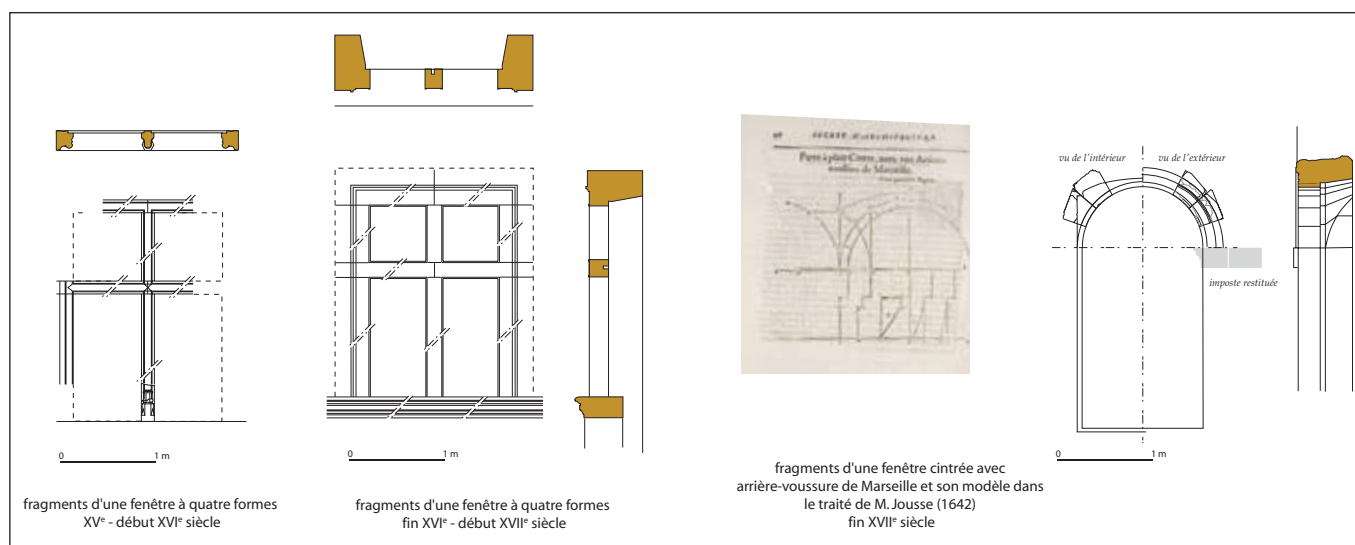 0 1 m
fragments d'une fenêtre à quatre formes
XVe - début XVIe siècle
0 1 m
fragments d'une fenêtre à quatre formes
fin XVIe - début XVIIe siècle
de Marseille.
fragments d'une fenêtre cintrée avec
arrière-voussure de Marseille et son modèle dans
le traité de M. Jousse (1642)
fin XVIIe siècle
vu de l'intérieur
vu de l'extérieur
imposte restituée
0 1 m